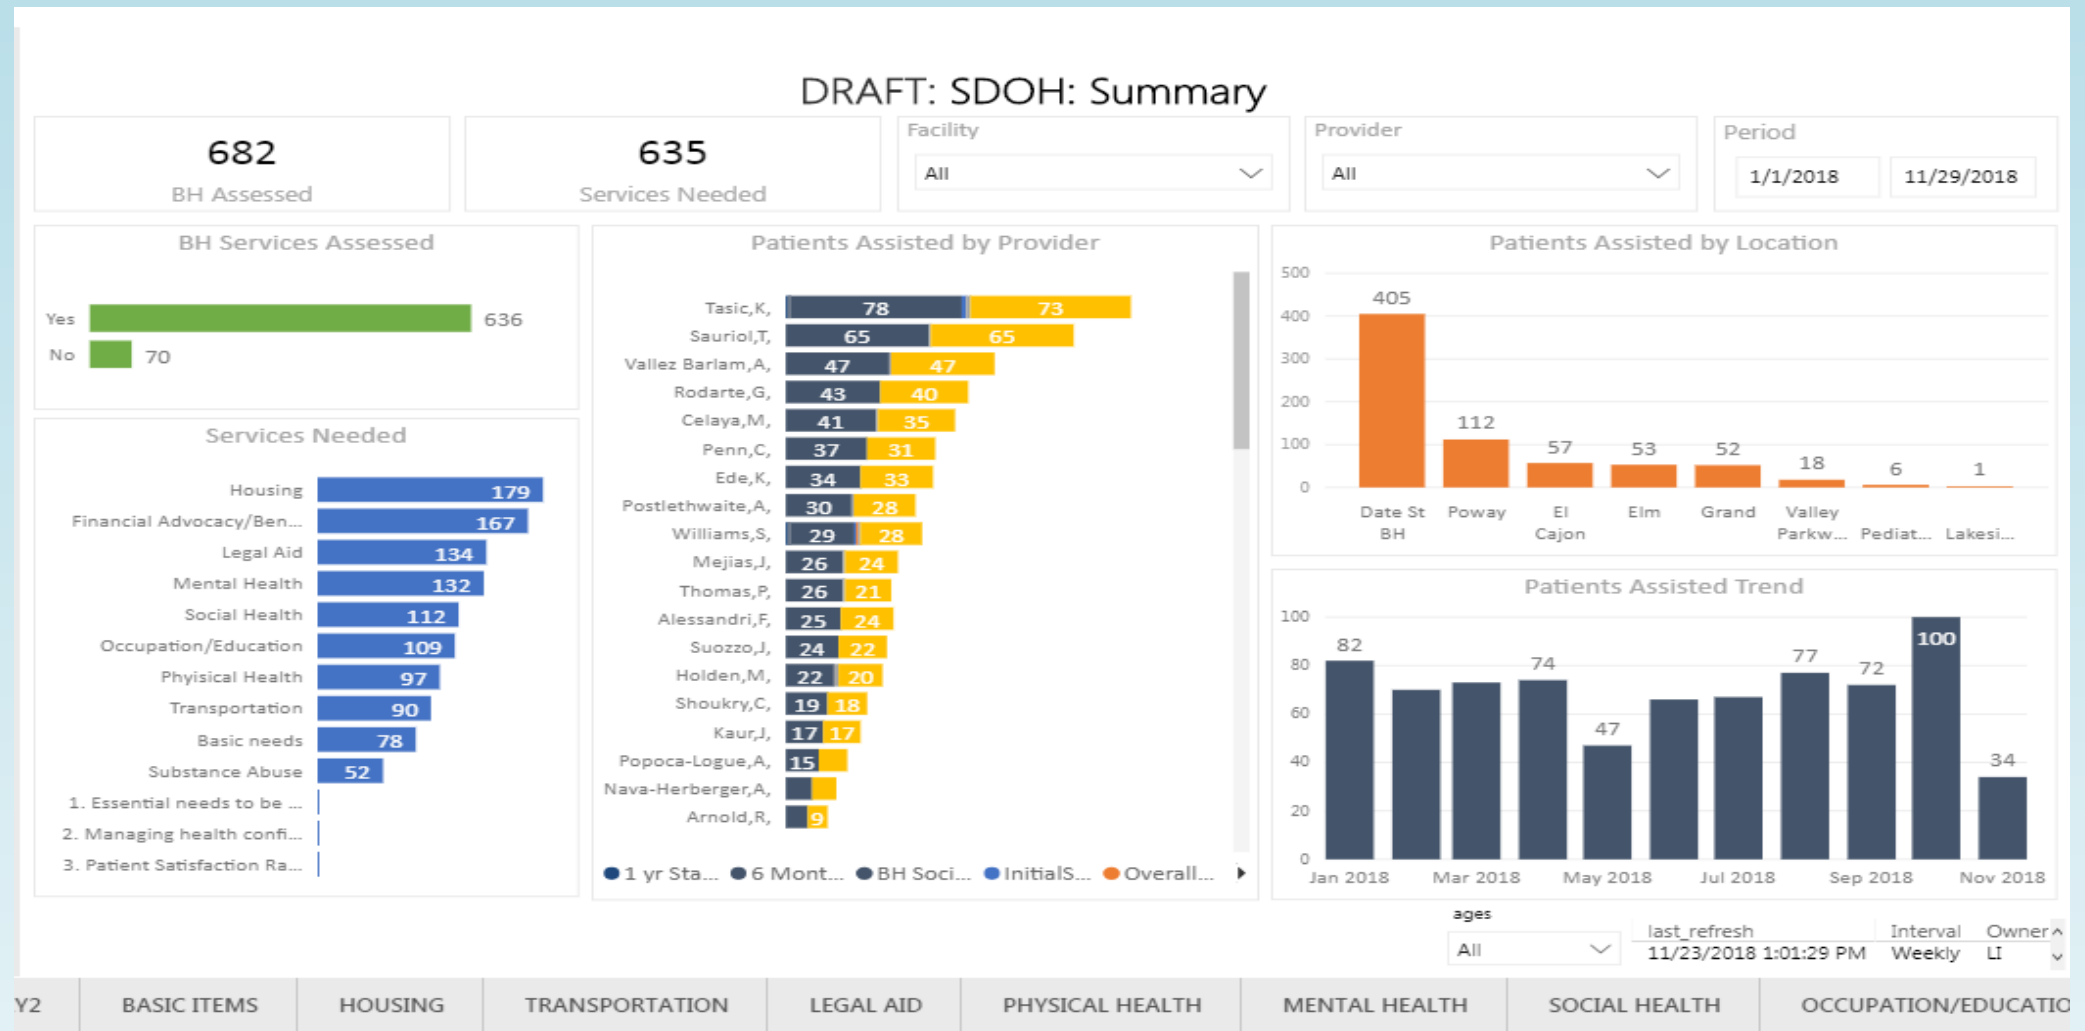 DRAFT: SDOH: Summary
682
BH Assessed
635
Services Needed
Facility
All
Provider
All
Period
1/1/2018 11/29/2018
BH Services Assessed
Yes 636
No 70
Services Needed
Housing 179
Financial Advocacy/Ben... 167
Legal Aid 134
Mental Health 132
Social Health 112
Occupation/Education 109
Phyisical Health 97
Transportation 90
Basic needs 78
Substance Abuse 52
1. Essential needs to be ...
2. Managing health confi...
3. Patient Satisfaction Ra...
Patients Assisted by Provider
Tasic,K, 78 73
Sauriol,T, 65 65
Vallez Barlam,A, 47 47
Rodarte,G, 43 40
Celaya,M, 41 35
Penn,C, 37 31
Ede,K, 34 33
Postlethwaite,A, 30 28
Williams,S, 29 28
Mejias,J, 26 24
Thomas,P, 26 21
Alessandri,F, 25 24
Suozzo,J, 24 22
Holden,M, 22 20
Shoukry,C, 19 18
Kaur,J, 17 17
Popoca-Logue,A, 15
Nava-Herberger,A,
Arnold,R, 9
1 yr Sta... 6 Mont... BH Soci... InitialS... Overall...
Patients Assisted by Location
500
400
300
200
100
0
405 112 57 53 52 18 6 1
Date St BH
Poway
El Cajon
Elm
Grand
Valley Parkw...
Pediat...
Lakesi...
Patients Assisted Trend
100
80
60
40
20
0
82 74 47 77 72 100 34
Jan 2018 Mar 2018 May 2018 Jul 2018 Sep 2018 Nov 2018
ages
All
last_refresh Interval Owner
11/23/2018 1:01:29 PM Weekly LI
Y2 BASIC ITEMS HOUSING TRANSPORTATION LEGAL AID PHYSICAL HEALTH MENTAL HEALTH SOCIAL HEALTH OCCUPATION/EDUCATIO